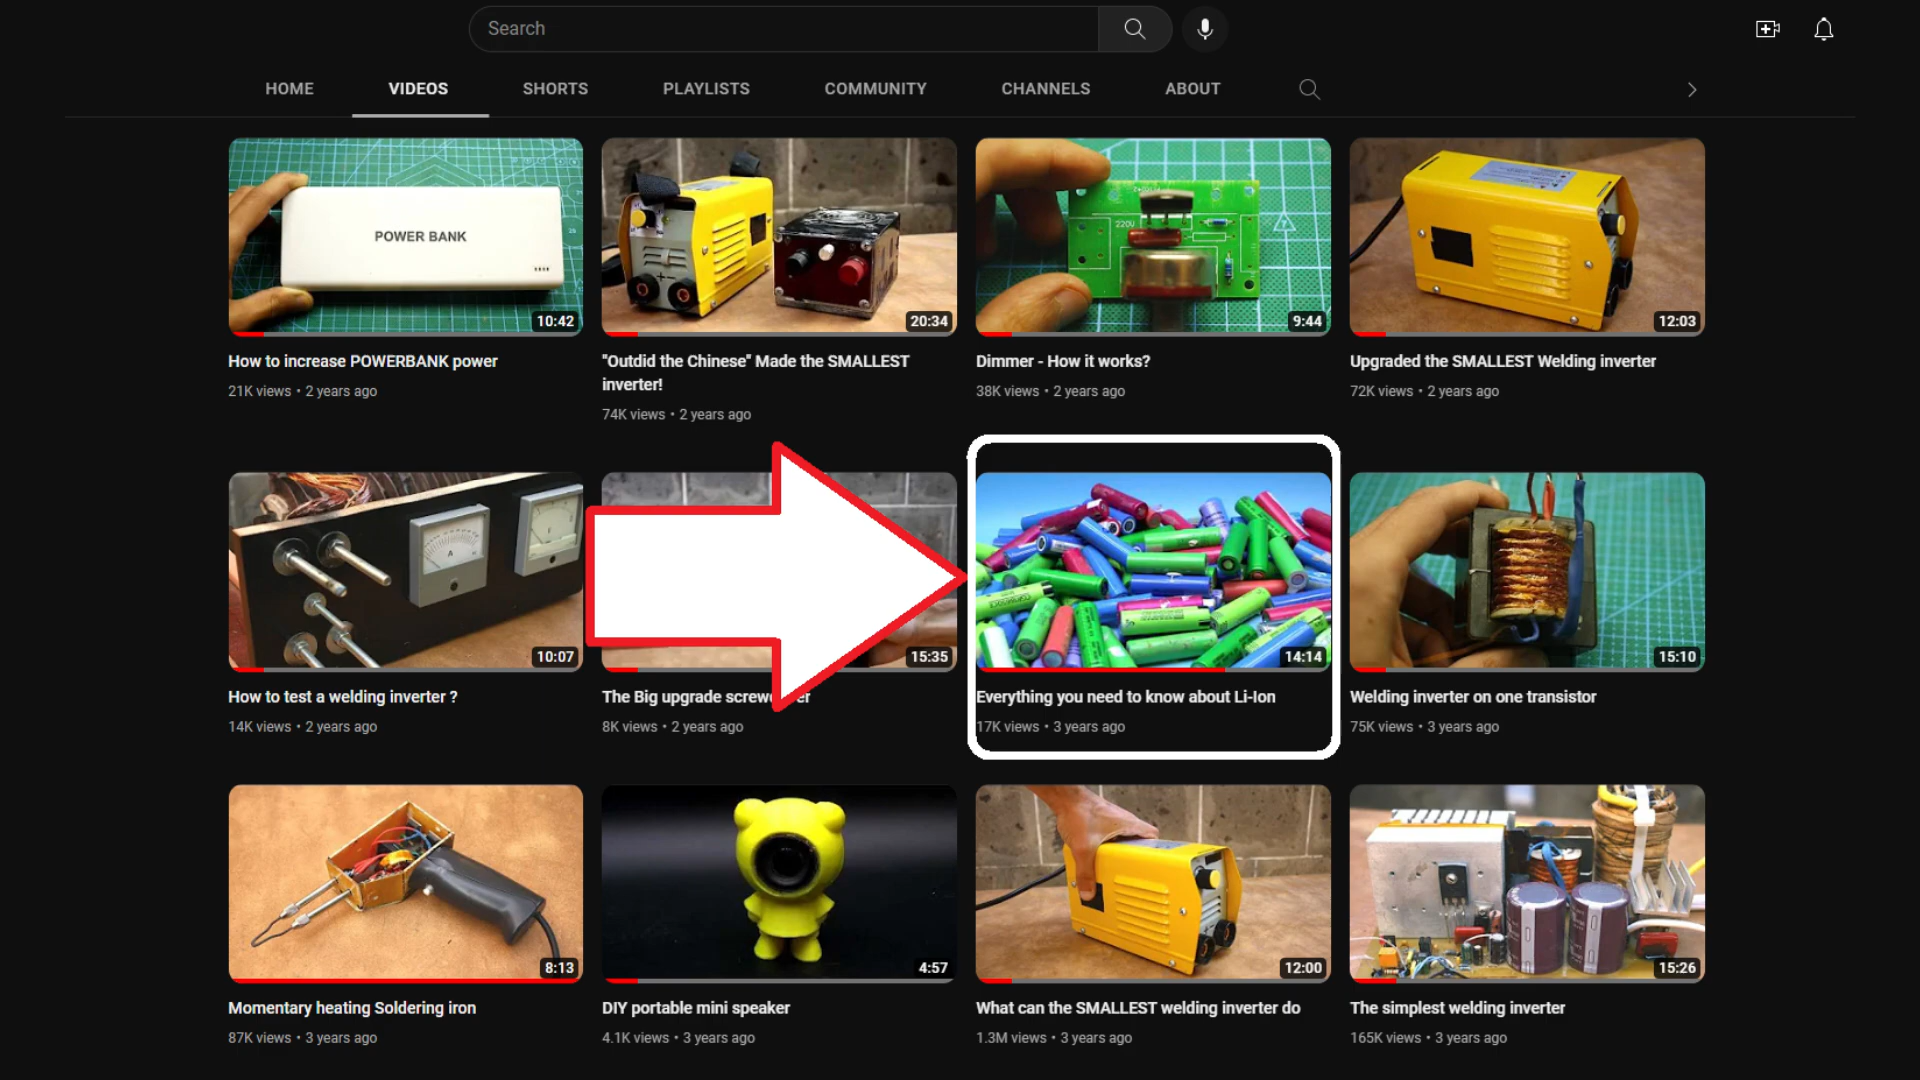 Search
HOME
VIDEOS
SHORTS
PLAYLISTS
COMMUNITY
CHANNELS
ABOUT
POWER BANK
10:42
20:34
220V
9:44
12:03
How to increase POWERBANK power
21K views • 2 years ago
"Outdid the Chinese" Made the SMALLEST
inverter!
74K views • 2 years ago
Dimmer - How it works?
38K views • 2 years ago
Upgraded the SMALLEST Welding inverter
72K views • 2 years ago
A
10:07
15:35
14:14
15:10
How to test a welding inverter ?
14K views • 2 years ago
The Big upgrade
8K views • 2 years ago
Everything you need to know about Li-Ion
17K views • 3 years ago
Welding inverter on one transistor
75K views • 3 years ago
8:13
4:57
12:00
15:26
Momentary heating Soldering iron
87K views • 3 years ago
DIY portable mini speaker
4.1K views • 3 years ago
What can the SMALLEST welding inverter do
1.3M views • 3 years ago
The simplest welding inverter
165K views • 3 years ago